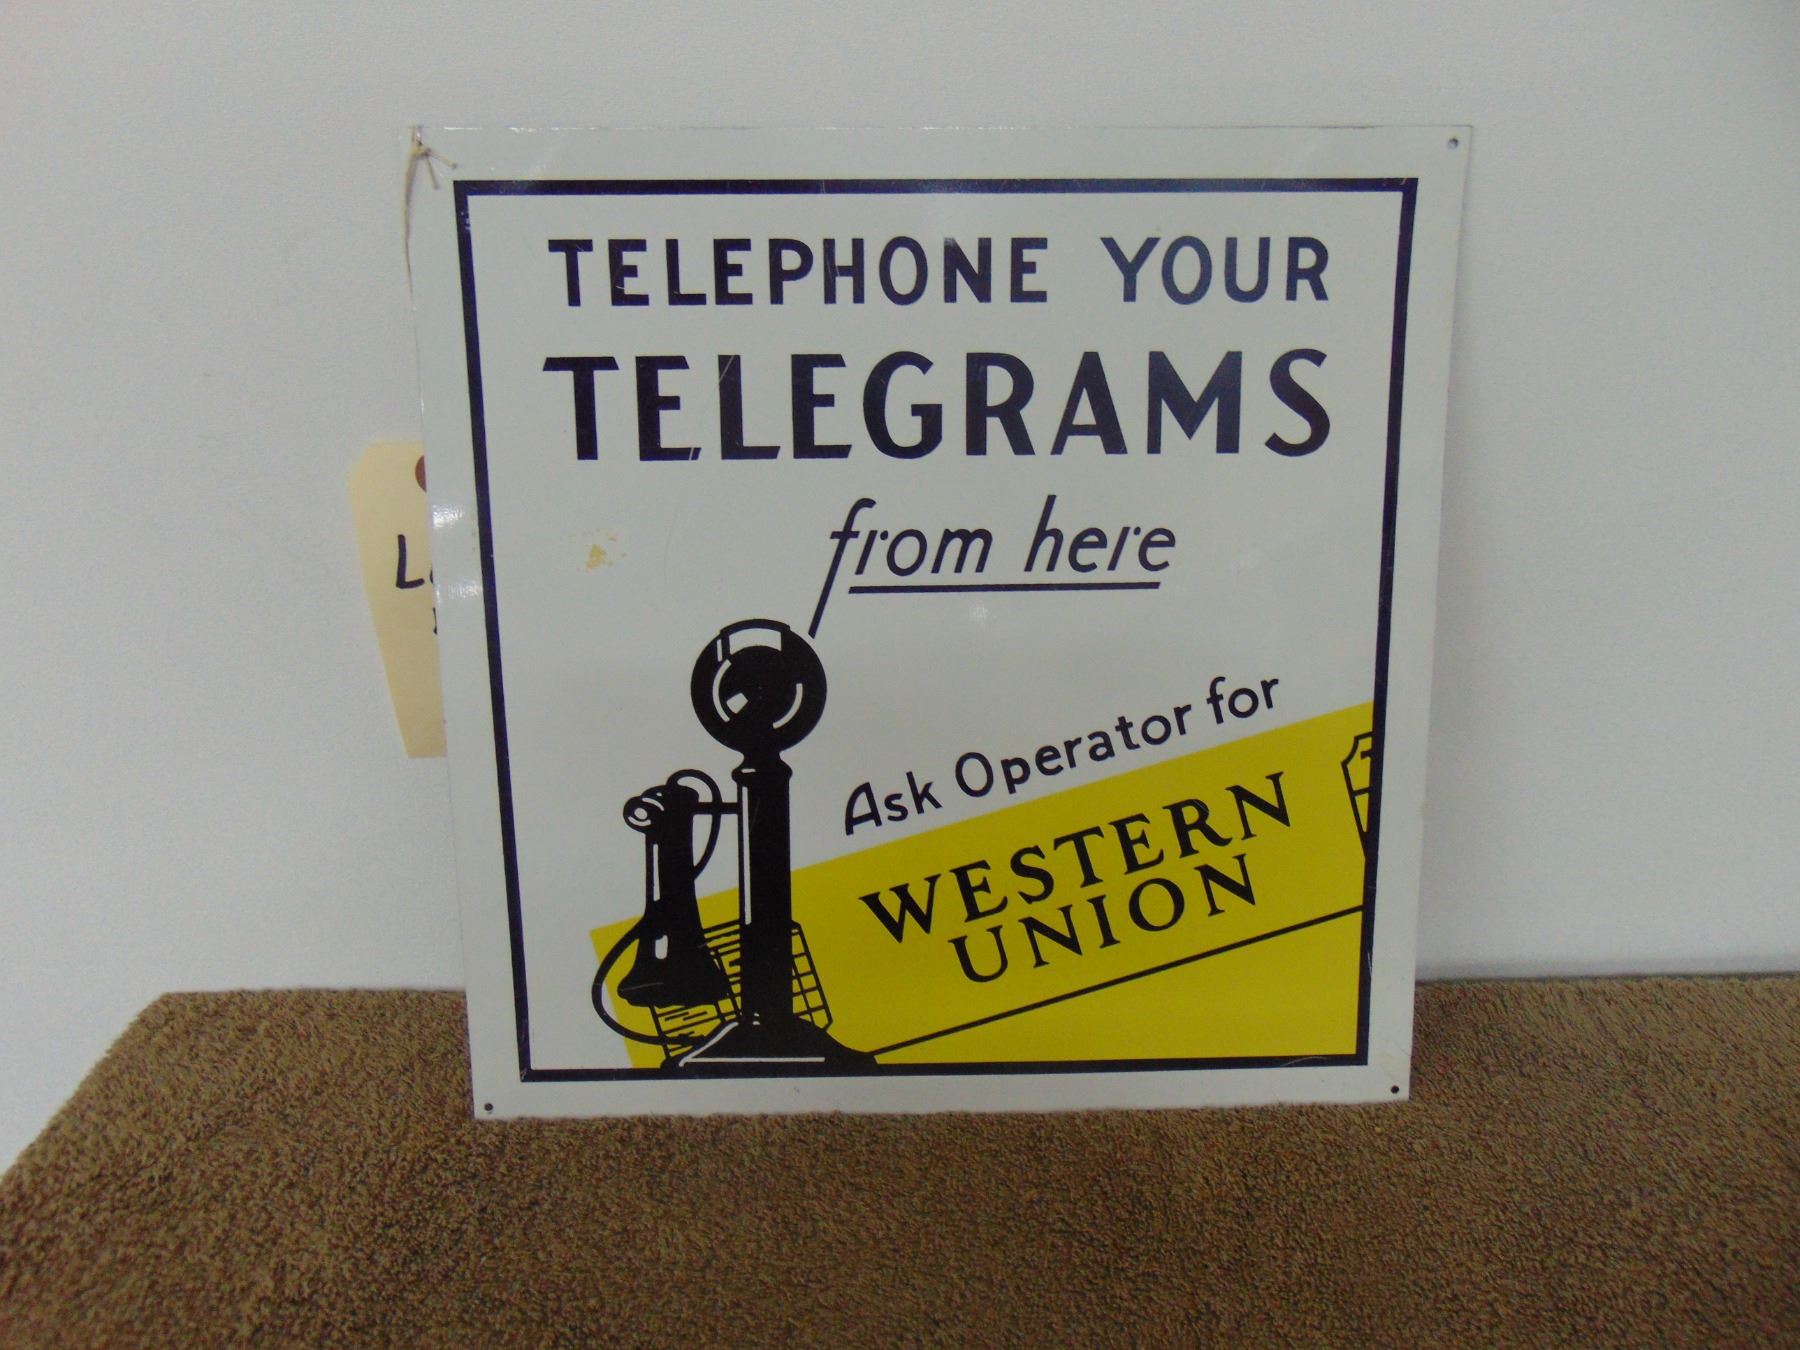 TELEPHONE YOUR
TELEGRAMS
from here
Ask Operator for
WESTERN
UNION